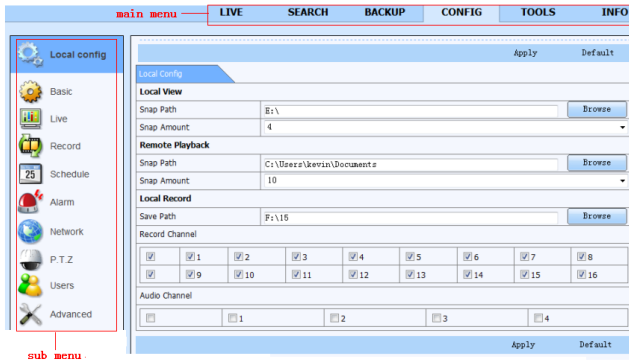 main menu LIVE SEARCH BACKUP CONFIG TOOLS INFO
Local config
Apply Default
Local Config
Basic
Local View
Snap Path E:\ Browse
Live
Snap Amount 4
Record
Remote Playback
Snap Path C:\Users\kevin\Documents Browse
Schedule
Snap Amount 10
Alarm
Local Record
Save Path F:\15 Browse
Network
Record Channel
P.T.Z
1 2 3 4 5 6 7 8
9 10 11 12 13 14 15 16
Users
Audio Channel
Advanced
1 2 3 4
Apply Default
sub menu
25